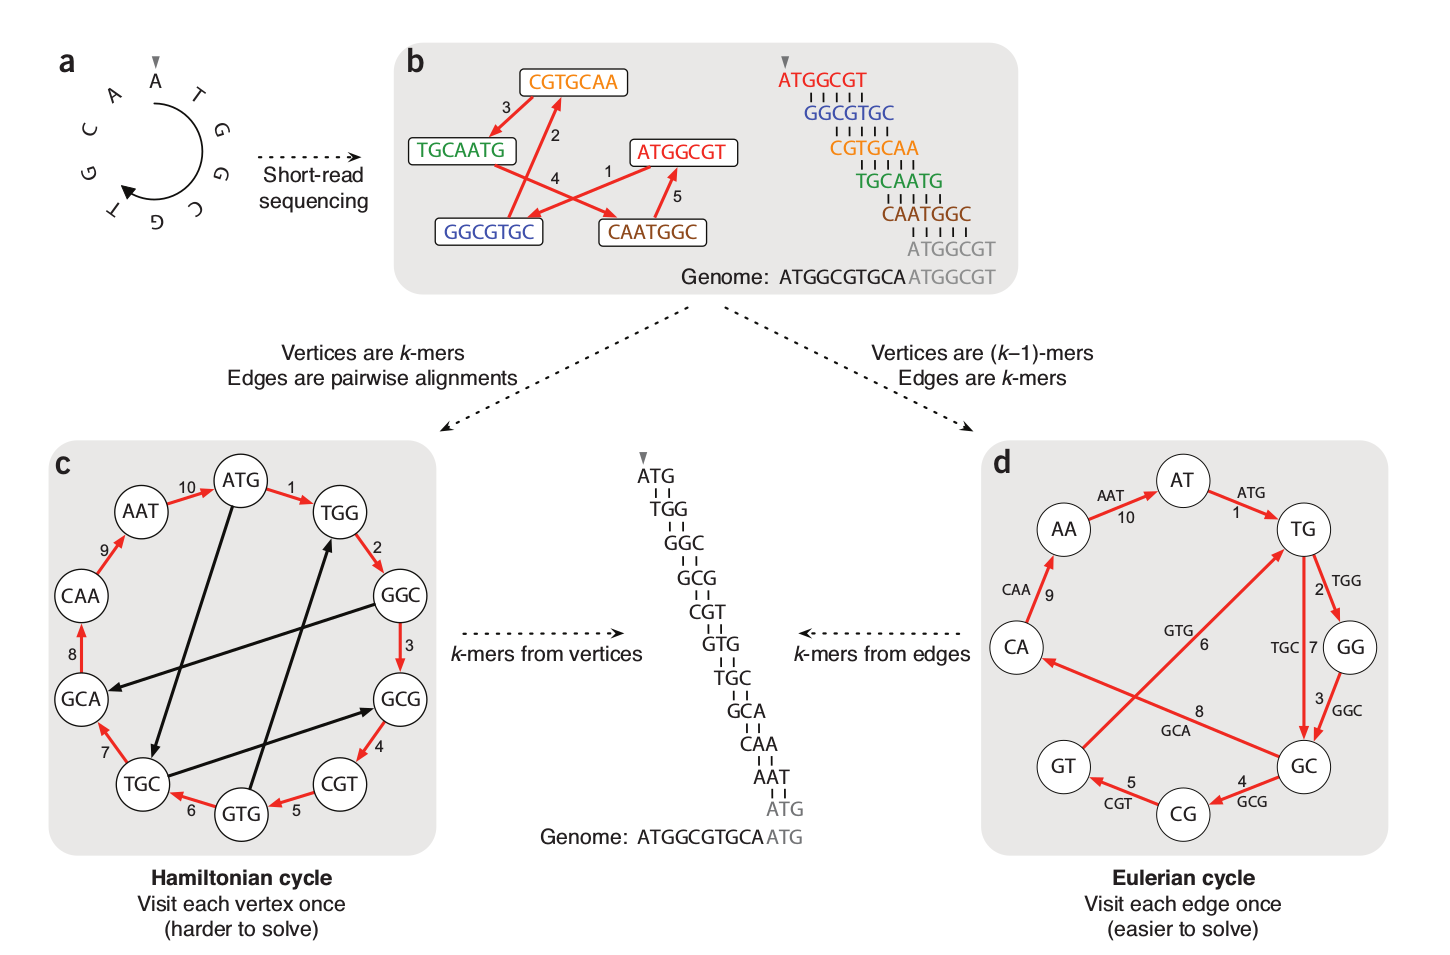 a
A
T
G
G
C
G
T
G
C
A
Short-read
sequencing
b
CGTGCAA
3
2
TGCAATG
ATGGCGT
1
4
5
GGCGTGC
CAATGGC
ATGGCGT
GGCGTGC
CGTGCAA
TGCAATG
CAATGGC
ATGGCGT
Genome: ATGGCGTGCAATGGCGT
Vertices are k-mers
Edges are pairwise alignments
Vertices are (k–1)-mers
Edges are k-mers
c
ATG
1
TGG
2
GGC
3
GCG
4
CGT
5
GTG
6
TGC
7
GCA
8
CAA
9
AAT
10
Hamiltonian cycle
Visit each vertex once
(harder to solve)
k-mers from vertices
ATG
TGG
GGC
GCG
CGT
GTG
TGC
GCA
CAA
AAT
ATG
Genome: ATGGCGTGCAATG
k-mers from edges
d
AT
ATG
1
TG
TGG
2
GG
3
GGC
GC
4
GCG
CG
5
CGT
GT
GTG
6
TGC 7
8
GCA
CA
CAA
9
AA
AAT
10
Eulerian cycle
Visit each edge once
(easier to solve)